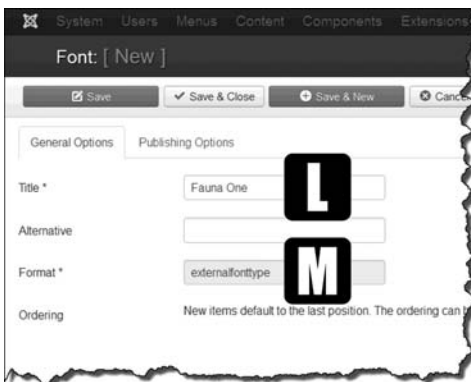 System Users Menus Content Components Extensions
Font: [ New ]
Save Save & Close Save & New Cance
General Options Publishing Options
Title * Fauna One L
Alternative
Format * externalfonttype M
Ordering New items default to the last position. The ordering can b